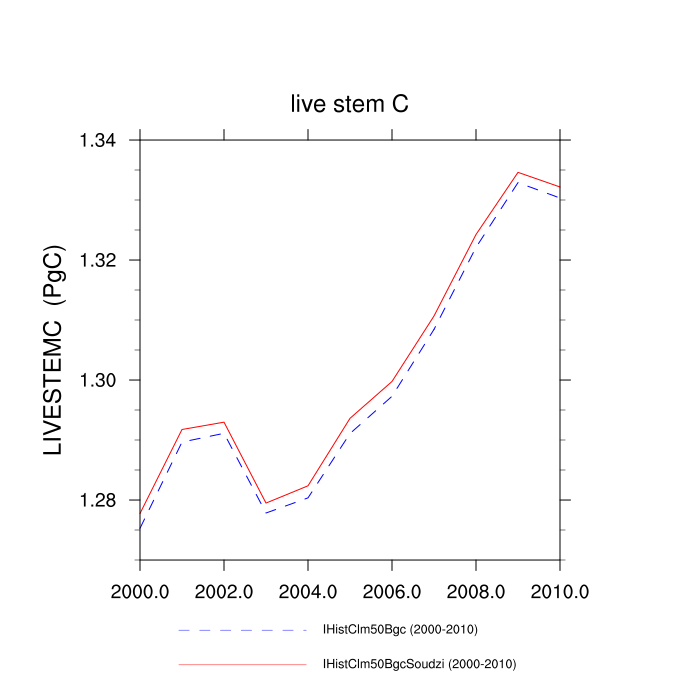 live stem C
LIVESTEMC (PgC)
1.34
1.32
1.30
1.28
2000.0 2002.0 2004.0 2006.0 2008.0 2010.0
IHistClm50Bgc (2000-2010)
IHistClm50BgcSoudzi (2000-2010)